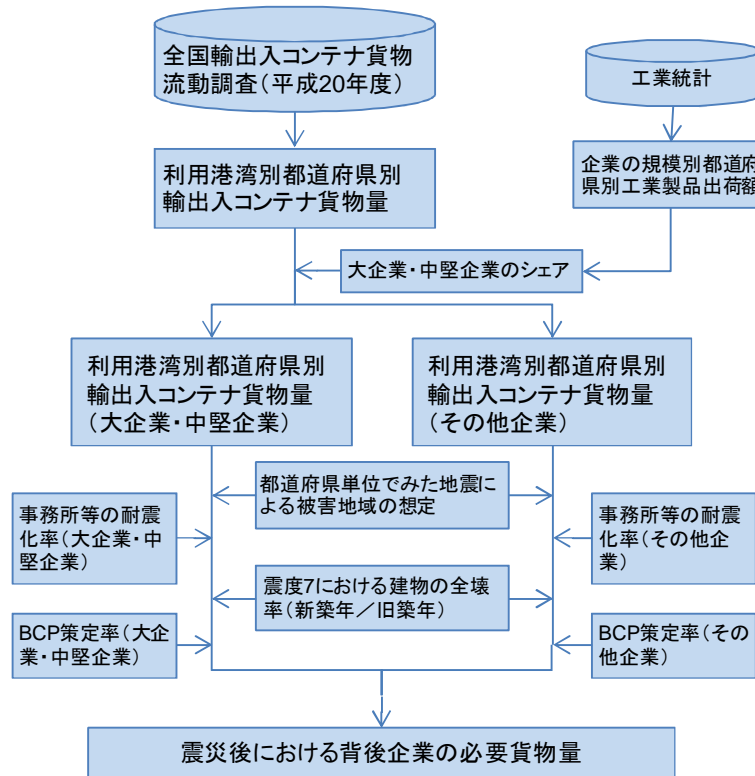 全国輸出入コンテナ貨物
流動調査(平成20年度)
工業統計
利用港湾別都道府県別
輸出入コンテナ貨物量
企業の規模別都道府
県別工業製品出荷額
大企業・中堅企業のシェア
利用港湾別都道府県別
輸出入コンテナ貨物量
(大企業・中堅企業)
利用港湾別都道府県別
輸出入コンテナ貨物量
(その他企業)
都道府県単位でみた地震に
よる被害地域の想定
事務所等の耐震
化率(大企業・中
堅企業)
事務所等の耐震
化率(その他企
業)
震度7における建物の全壊
率(新築年/旧築年)
BCP策定率(大企
業・中堅企業)
BCP策定率(その
他企業)
震災後における背後企業の必要貨物量